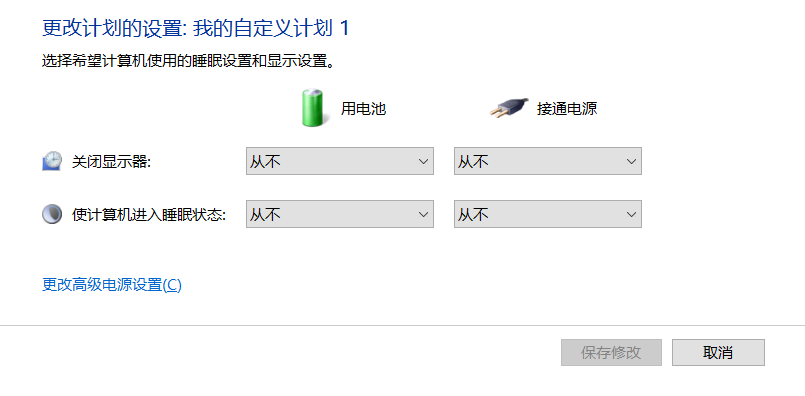 更改计划的设置: 我的自定义计划 1
选择希望计算机使用的睡眠设置和显示设置。
用电池 接通电源
关闭显示器: 从不 从不
使计算机进入睡眠状态: 从不 从不
更改高级电源设置(C)
保存修改 取消